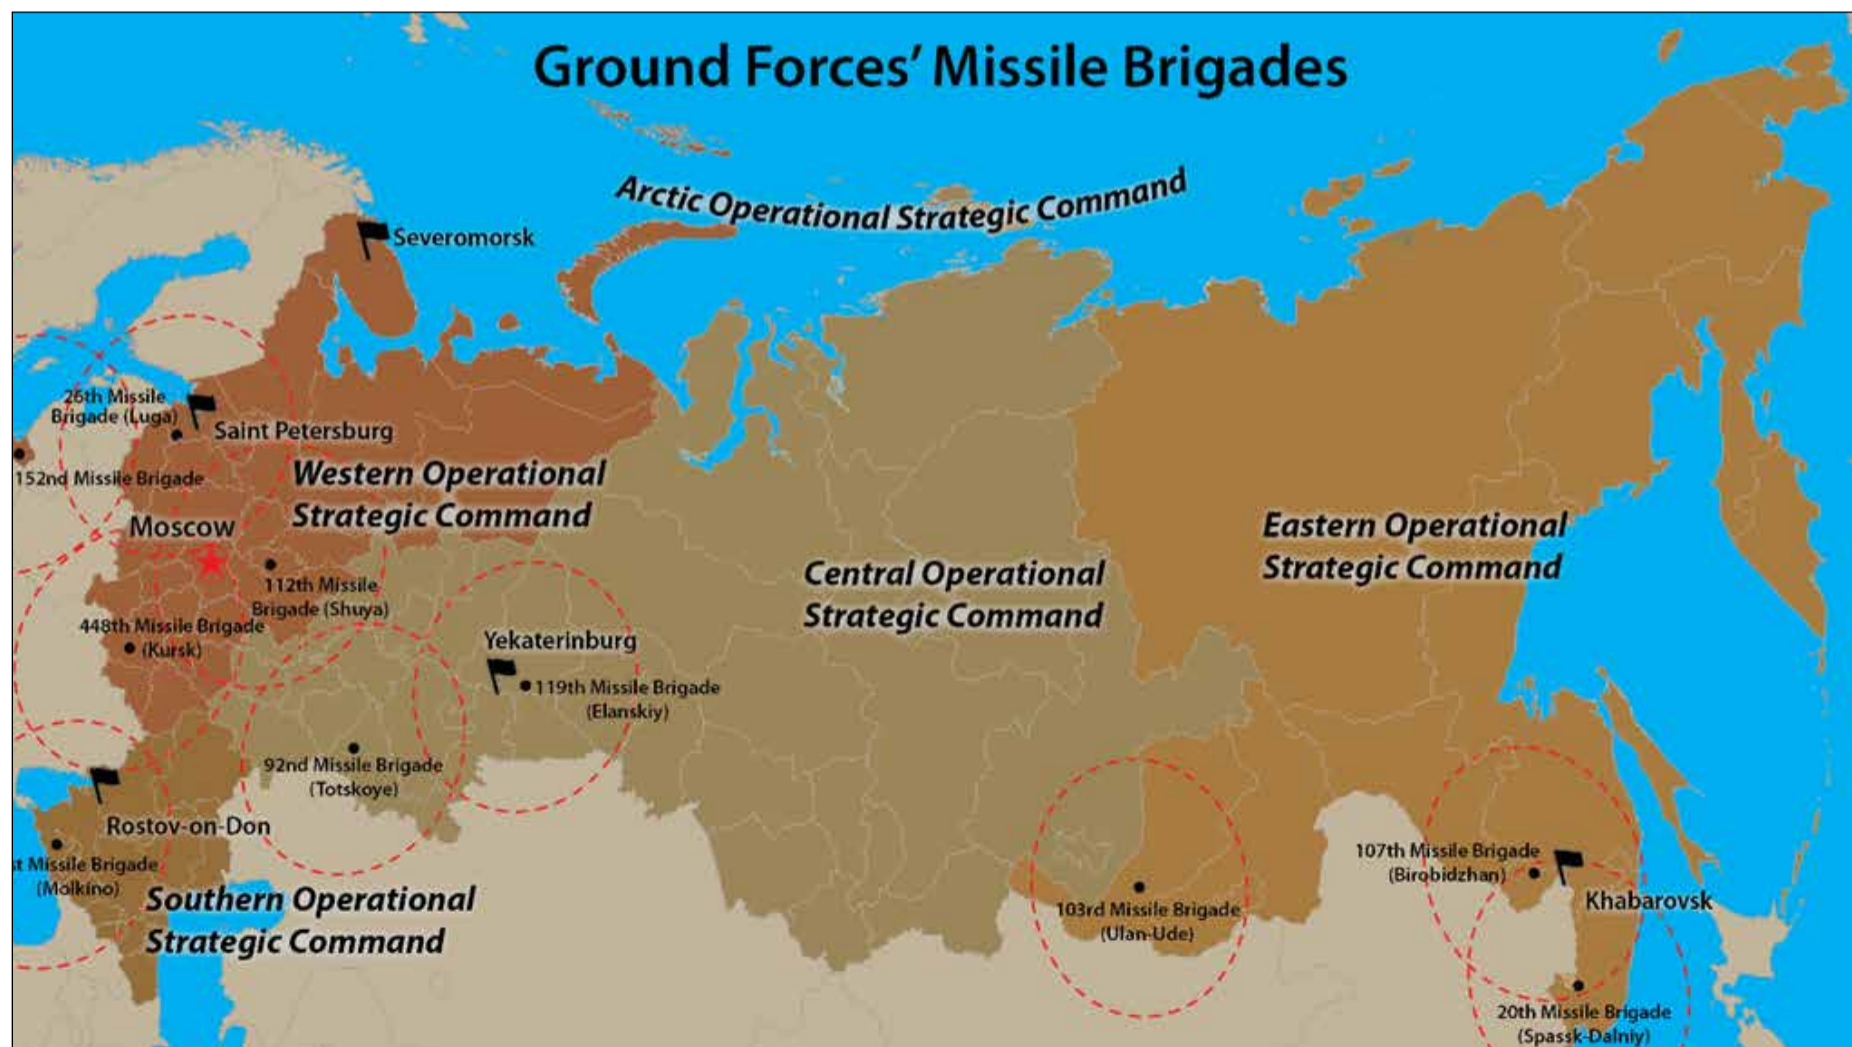 Ground Forces’ Missile Brigades
Arctic Operational Strategic Command
Severomorsk
26th Missile
Brigade (Luga)
Saint Petersburg
152nd Missile Brigade
Western Operational
Strategic Command
Moscow
112th Missile
Brigade (Shuya)
448th Missile Brigade
(Kursk)
Yekaterinburg
119th Missile Brigade
(Elanskiy)
Central Operational
Strategic Command
Eastern Operational
Strategic Command
92nd Missile Brigade
(Totskoye)
Rostov-on-Don
st Missile Brigade
(Molkino)
Southern Operational
Strategic Command
103rd Missile Brigade
(Ulan-Ude)
107th Missile Brigade
(Birobidzhan)
Khabarovsk
20th Missile Brigade
(Spassk-Dalniy)